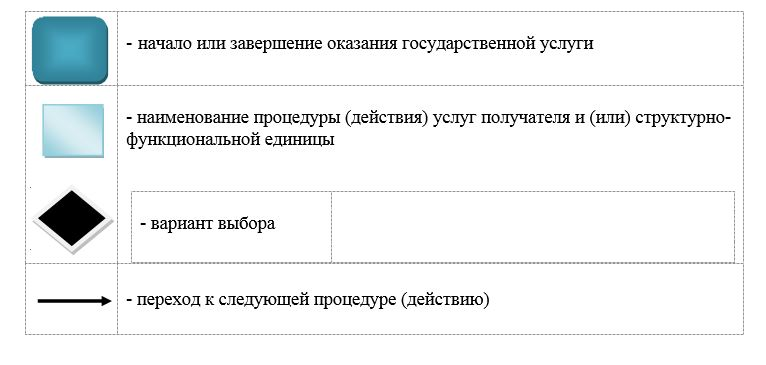 - начало или завершение оказания государственной услуги
- наименование процедуры (действия) услуг получателя и (или) структурно-
функциональной единицы
- вариант выбора
- переход к следующей процедуре (действию)